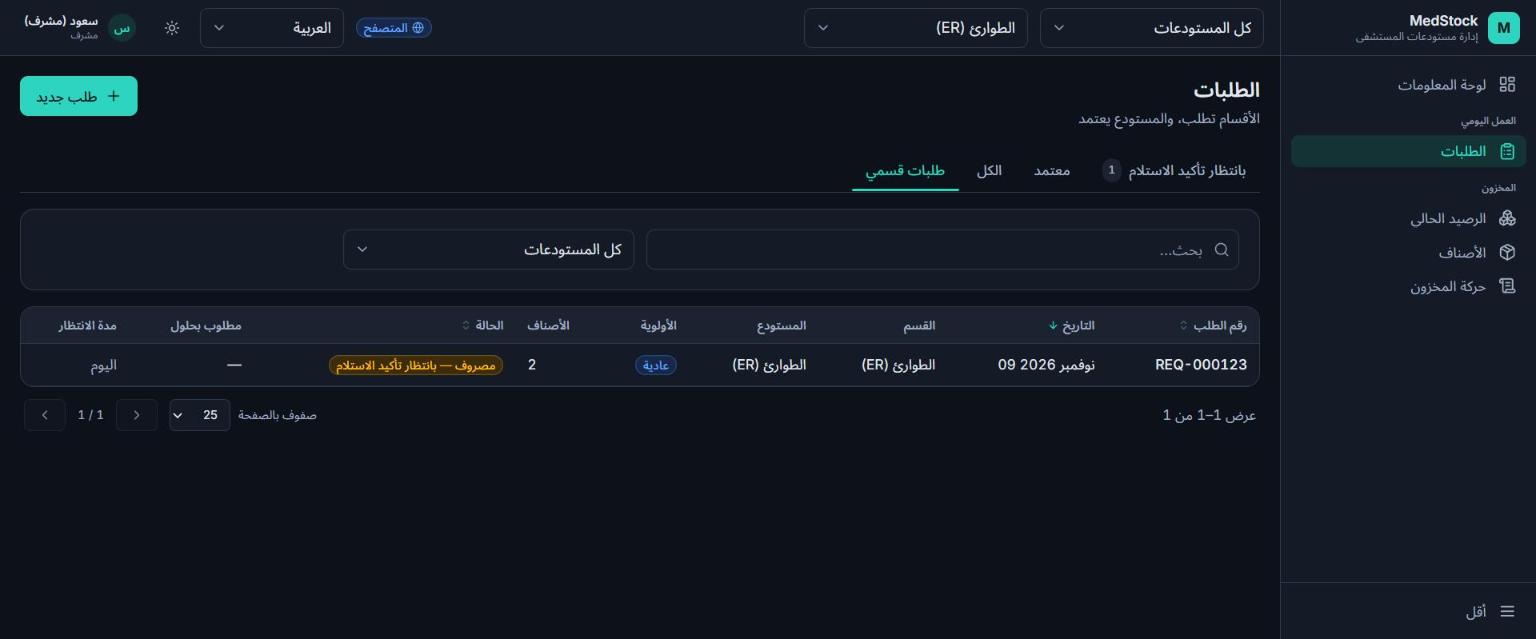 M
MedStock
إدارة مستودعات المستشفى
كل المستودعات
الطوارئ (ER)
المتصفح
العربية
س
سعود (مشرف)
مشرف
لوحة المعلومات
العمل اليومي
الطلبات
المخزون
الرصيد الحالي
الأصناف
حركة المخزون
أقل
الطلبات
الأقسام تطلب، والمستودع يعتمد
+ طلب جديد
بانتظار تأكيد الاستلام 1 معتمد الكل طلبات قسمي
بحث...
كل المستودعات
رقم الطلب التاريخ القسم المستودع الأولوية الأصناف الحالة مطلوب بحلول مدة الانتظار
REQ-000123 09 نوفمبر 2026 الطوارئ (ER) الطوارئ (ER) عادية 2 مصروف — بانتظار تأكيد الاستلام — اليوم
عرض 1–1 من 1
صفوف بالصفحة 25 1 / 1